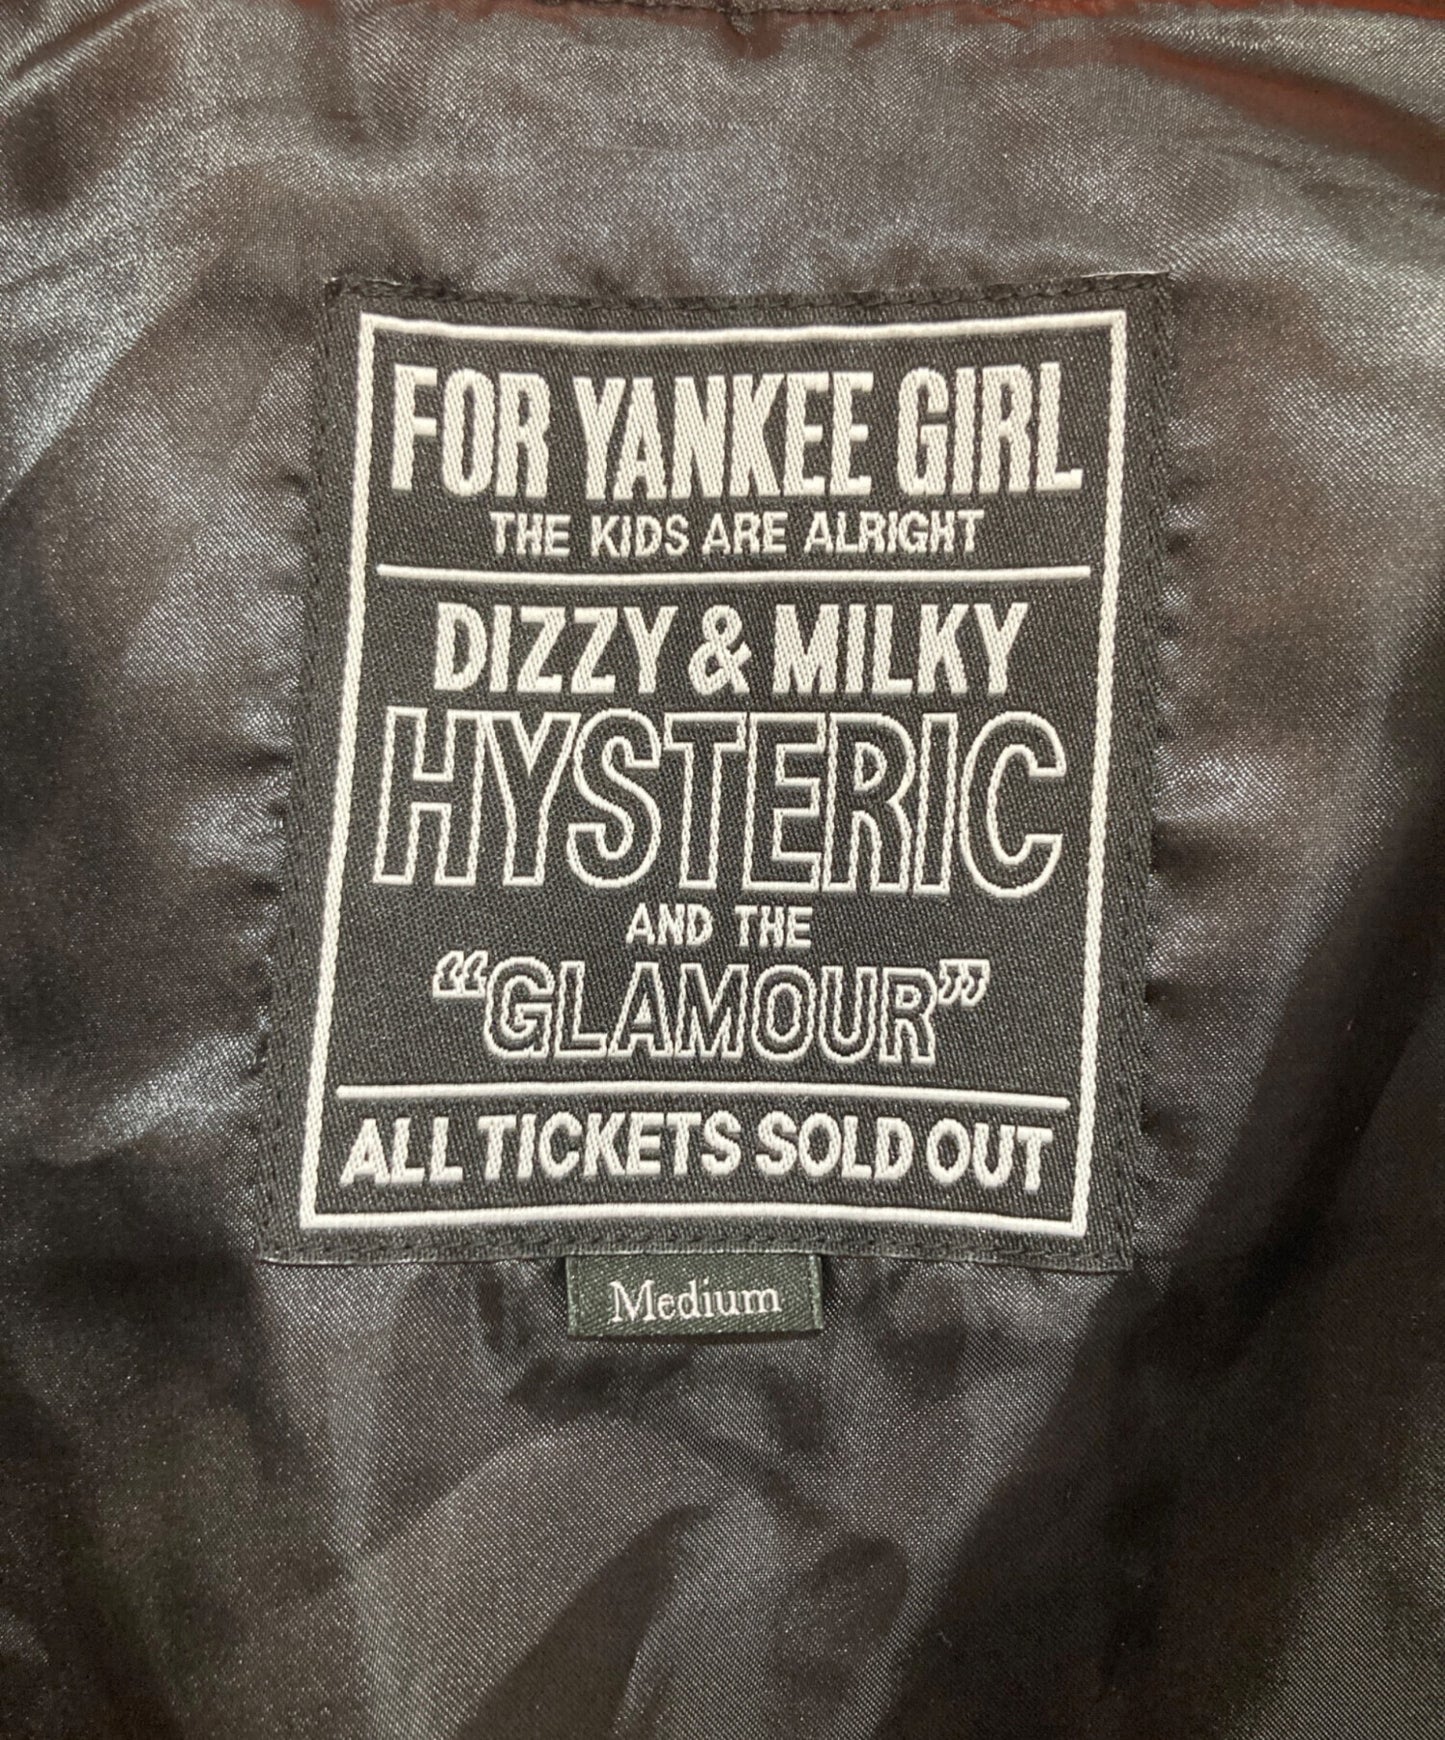 FOR YANKEE GIRL
THE KIDS ARE ALRIGHT
DIZZY & MILKY
HYSTERIC
AND THE
“GLAMOUR”
ALL TICKETS SOLD OUT
Medium